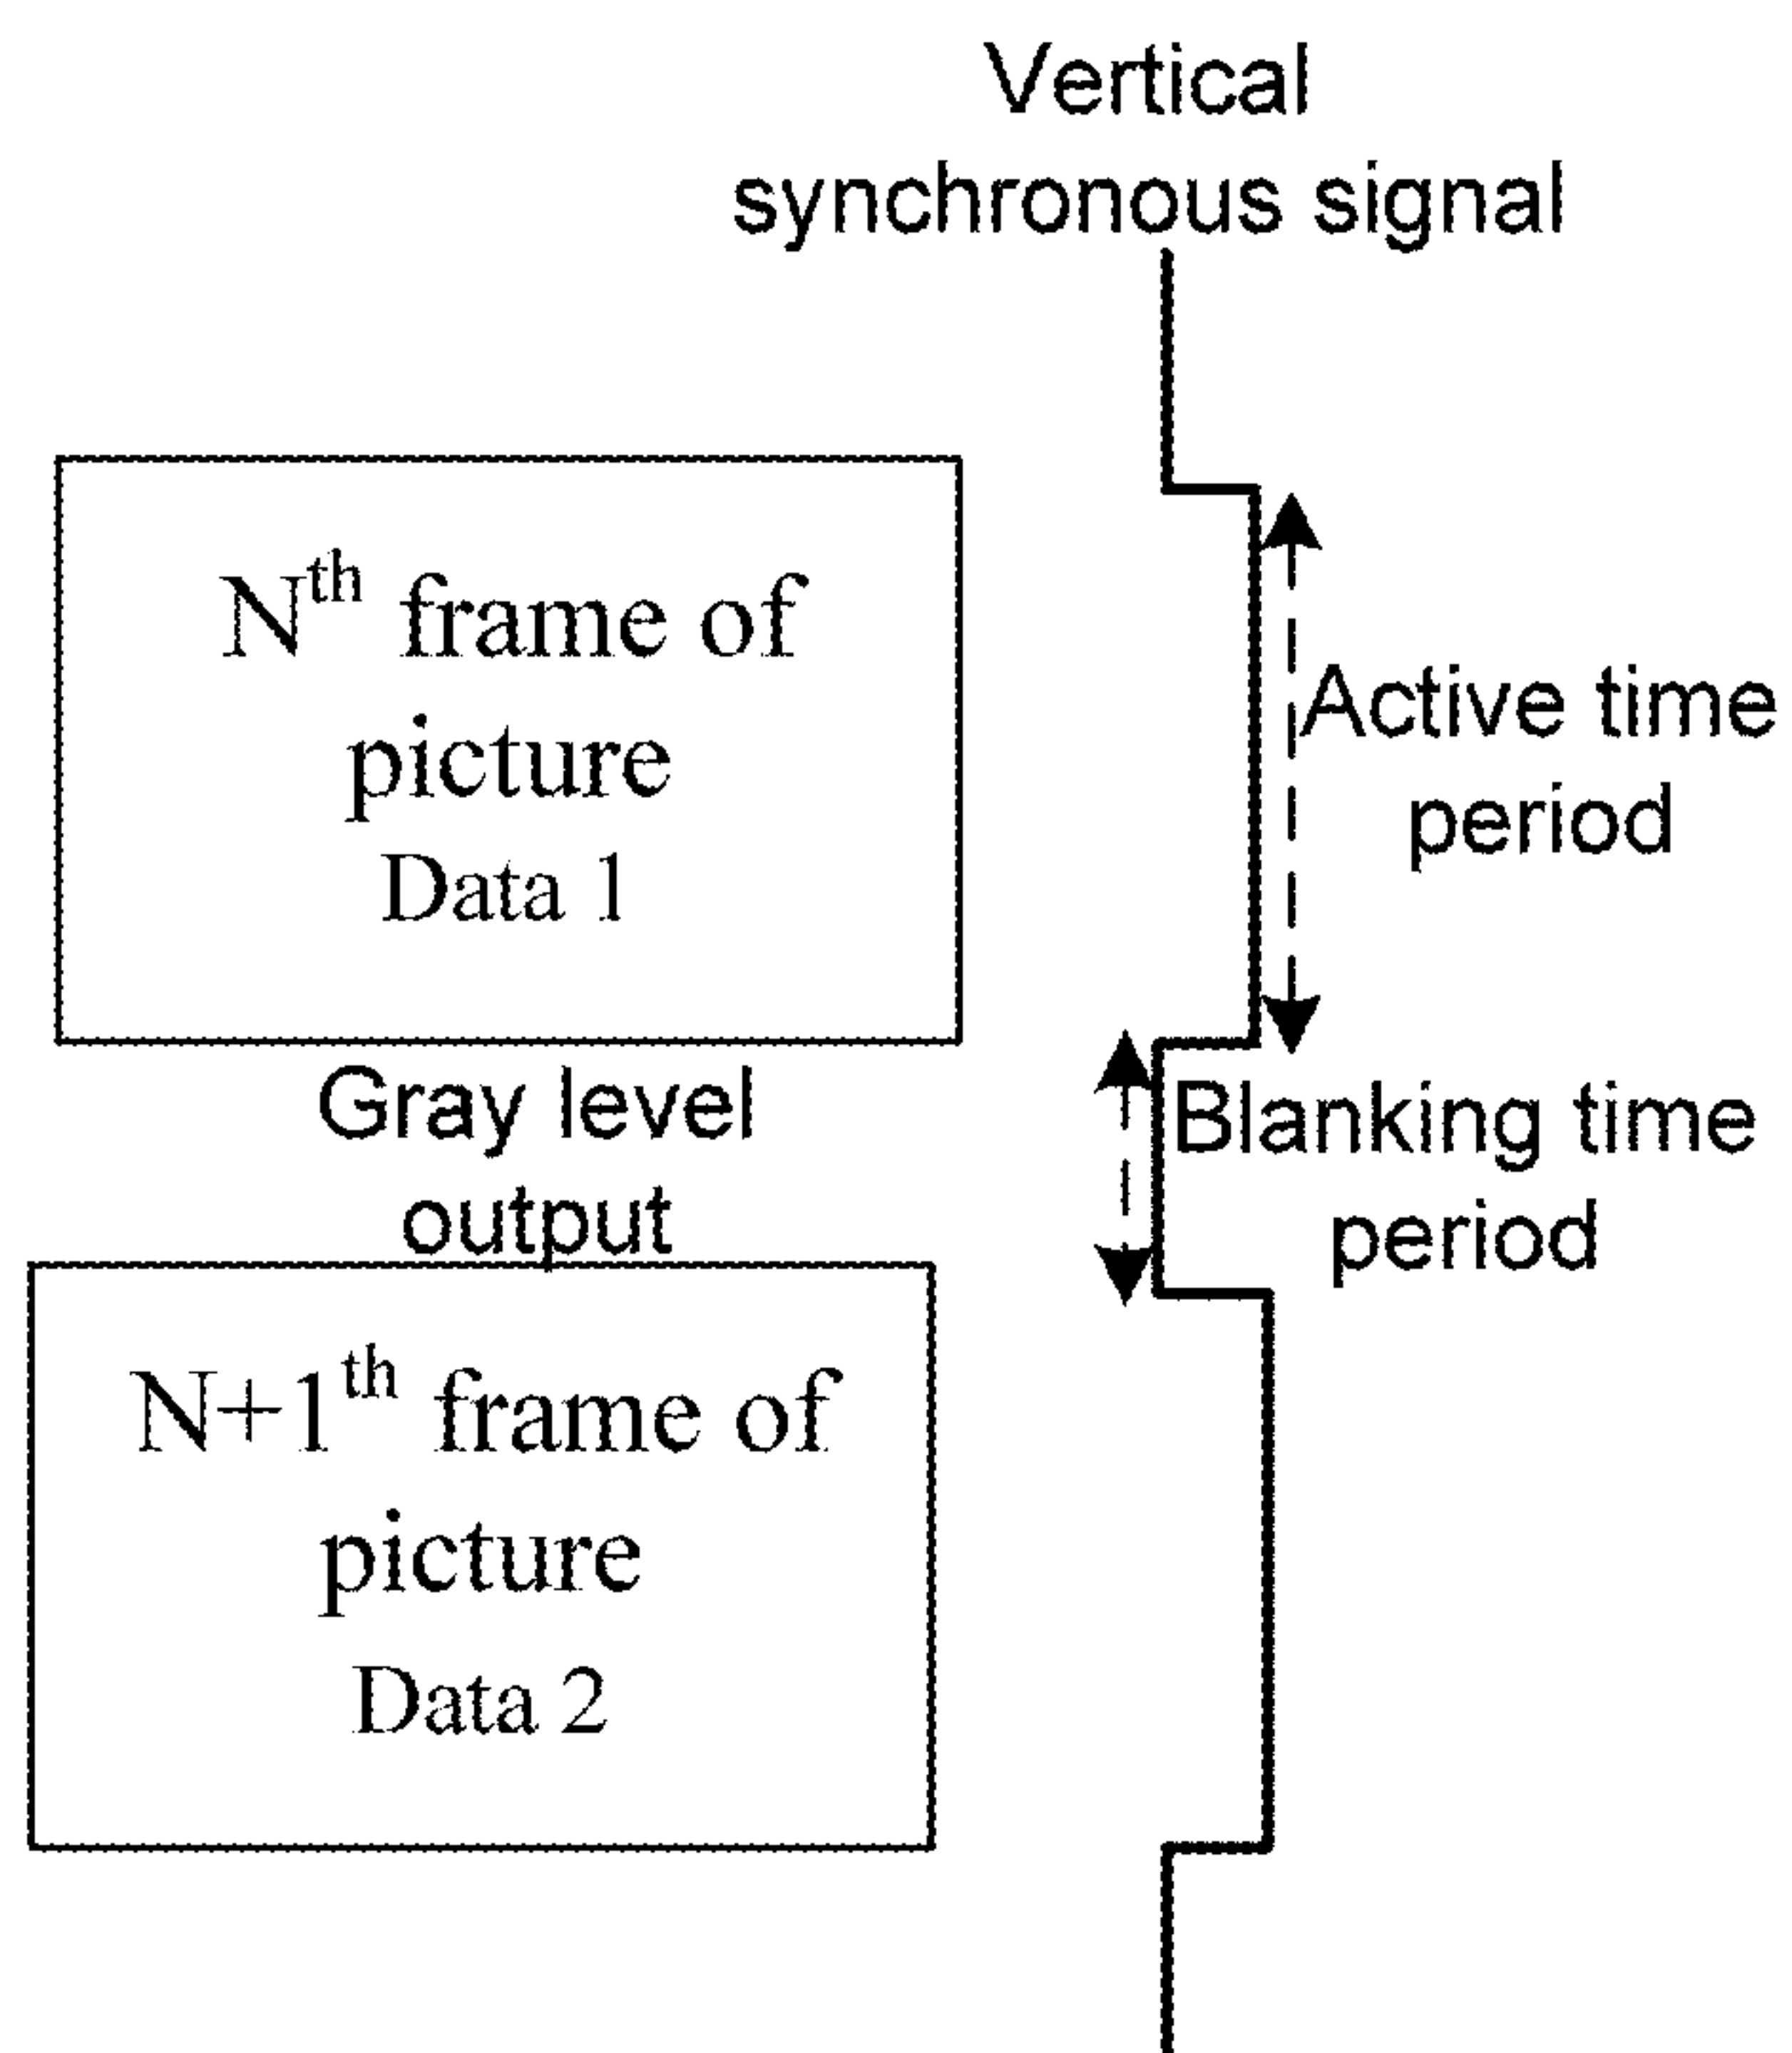 Vertical
synchronous signal
Nth frame of
picture
Data 1
Active time
period
Gray level
output
Blanking time
period
N+1th frame of
picture
Data 2